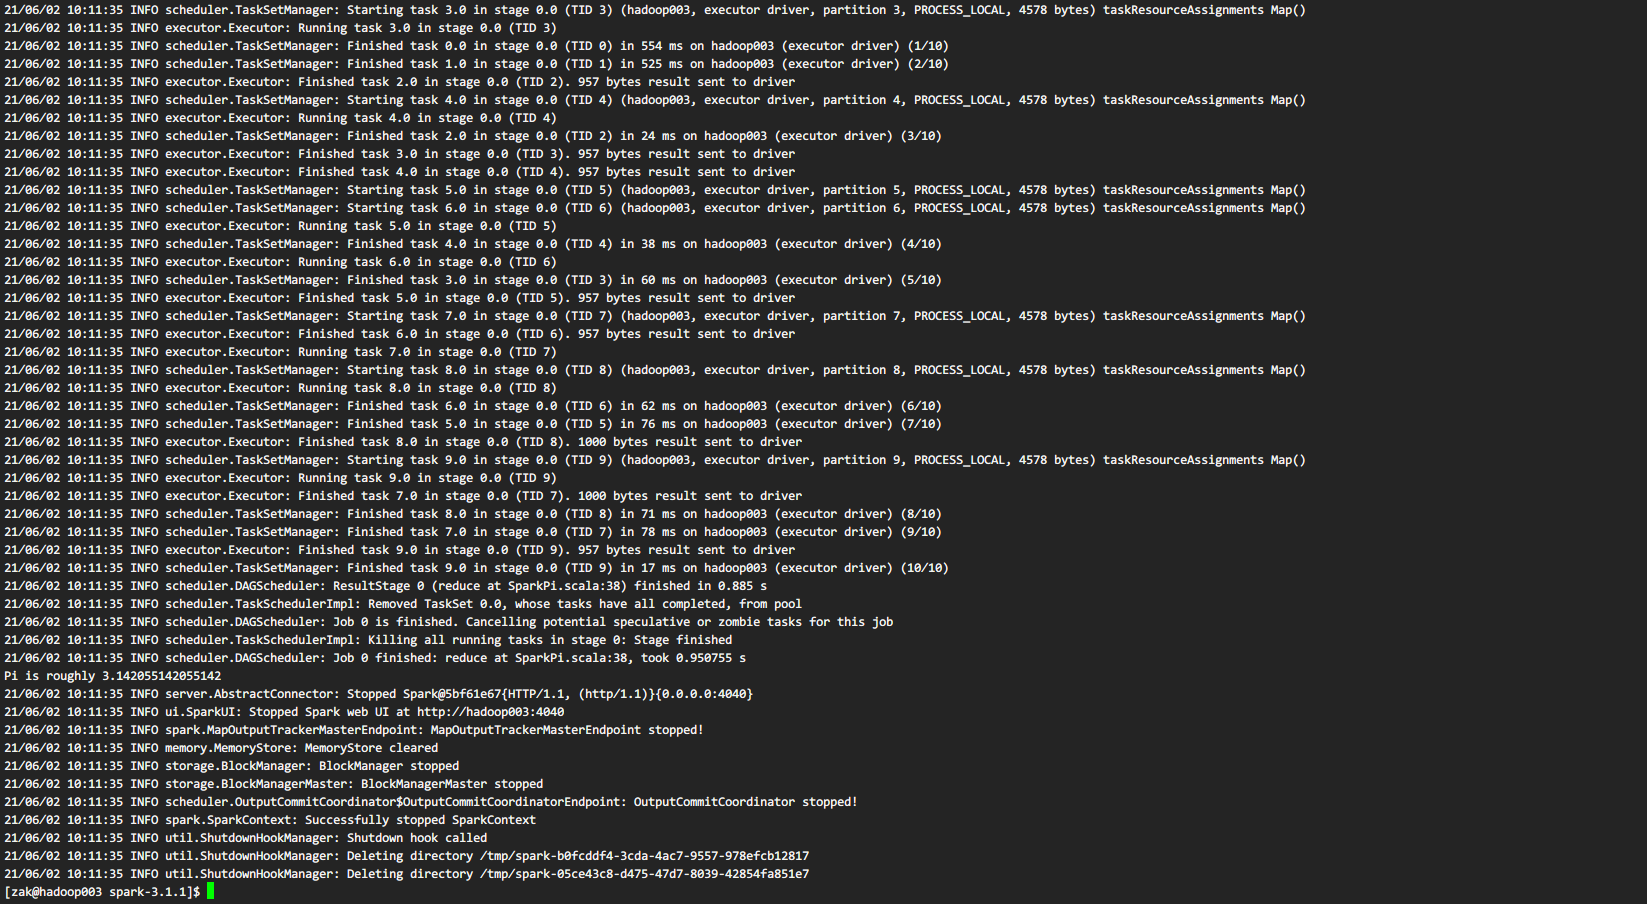 21/06/02 10:11:35 INFO scheduler.TaskSetManager: Starting task 3.0 in stage 0.0 (TID 3) (hadoop003, executor driver, partition 3, PROCESS_LOCAL, 4578 bytes) taskResourceAssignments Map()
21/06/02 10:11:35 INFO executor.Executor: Running task 3.0 in stage 0.0 (TID 3)
21/06/02 10:11:35 INFO scheduler.TaskSetManager: Finished task 0.0 in stage 0.0 (TID 0) in 554 ms on hadoop003 (executor driver) (1/10)
21/06/02 10:11:35 INFO scheduler.TaskSetManager: Finished task 1.0 in stage 0.0 (TID 1) in 525 ms on hadoop003 (executor driver) (2/10)
21/06/02 10:11:35 INFO executor.Executor: Finished task 2.0 in stage 0.0 (TID 2). 957 bytes result sent to driver
21/06/02 10:11:35 INFO scheduler.TaskSetManager: Starting task 4.0 in stage 0.0 (TID 4) (hadoop003, executor driver, partition 4, PROCESS_LOCAL, 4578 bytes) taskResourceAssignments Map()
21/06/02 10:11:35 INFO executor.Executor: Running task 4.0 in stage 0.0 (TID 4)
21/06/02 10:11:35 INFO scheduler.TaskSetManager: Finished task 2.0 in stage 0.0 (TID 2) in 24 ms on hadoop003 (executor driver) (3/10)
21/06/02 10:11:35 INFO executor.Executor: Finished task 3.0 in stage 0.0 (TID 3). 957 bytes result sent to driver
21/06/02 10:11:35 INFO executor.Executor: Finished task 4.0 in stage 0.0 (TID 4). 957 bytes result sent to driver
21/06/02 10:11:35 INFO scheduler.TaskSetManager: Starting task 5.0 in stage 0.0 (TID 5) (hadoop003, executor driver, partition 5, PROCESS_LOCAL, 4578 bytes) taskResourceAssignments Map()
21/06/02 10:11:35 INFO scheduler.TaskSetManager: Starting task 6.0 in stage 0.0 (TID 6) (hadoop003, executor driver, partition 6, PROCESS_LOCAL, 4578 bytes) taskResourceAssignments Map()
21/06/02 10:11:35 INFO executor.Executor: Running task 5.0 in stage 0.0 (TID 5)
21/06/02 10:11:35 INFO scheduler.TaskSetManager: Finished task 4.0 in stage 0.0 (TID 4) in 38 ms on hadoop003 (executor driver) (4/10)
21/06/02 10:11:35 INFO executor.Executor: Running task 6.0 in stage 0.0 (TID 6)
21/06/02 10:11:35 INFO scheduler.TaskSetManager: Finished task 3.0 in stage 0.0 (TID 3) in 60 ms on hadoop003 (executor driver) (5/10)
21/06/02 10:11:35 INFO executor.Executor: Finished task 5.0 in stage 0.0 (TID 5). 957 bytes result sent to driver
21/06/02 10:11:35 INFO scheduler.TaskSetManager: Starting task 7.0 in stage 0.0 (TID 7) (hadoop003, executor driver, partition 7, PROCESS_LOCAL, 4578 bytes) taskResourceAssignments Map()
21/06/02 10:11:35 INFO executor.Executor: Finished task 6.0 in stage 0.0 (TID 6). 957 bytes result sent to driver
21/06/02 10:11:35 INFO executor.Executor: Running task 7.0 in stage 0.0 (TID 7)
21/06/02 10:11:35 INFO scheduler.TaskSetManager: Starting task 8.0 in stage 0.0 (TID 8) (hadoop003, executor driver, partition 8, PROCESS_LOCAL, 4578 bytes) taskResourceAssignments Map()
21/06/02 10:11:35 INFO executor.Executor: Running task 8.0 in stage 0.0 (TID 8)
21/06/02 10:11:35 INFO scheduler.TaskSetManager: Finished task 6.0 in stage 0.0 (TID 6) in 62 ms on hadoop003 (executor driver) (6/10)
21/06/02 10:11:35 INFO scheduler.TaskSetManager: Finished task 5.0 in stage 0.0 (TID 5) in 76 ms on hadoop003 (executor driver) (7/10)
21/06/02 10:11:35 INFO executor.Executor: Finished task 8.0 in stage 0.0 (TID 8). 1000 bytes result sent to driver
21/06/02 10:11:35 INFO scheduler.TaskSetManager: Starting task 9.0 in stage 0.0 (TID 9) (hadoop003, executor driver, partition 9, PROCESS_LOCAL, 4578 bytes) taskResourceAssignments Map()
21/06/02 10:11:35 INFO executor.Executor: Running task 9.0 in stage 0.0 (TID 9)
21/06/02 10:11:35 INFO executor.Executor: Finished task 7.0 in stage 0.0 (TID 7). 1000 bytes result sent to driver
21/06/02 10:11:35 INFO scheduler.TaskSetManager: Finished task 8.0 in stage 0.0 (TID 8) in 71 ms on hadoop003 (executor driver) (8/10)
21/06/02 10:11:35 INFO scheduler.TaskSetManager: Finished task 7.0 in stage 0.0 (TID 7) in 78 ms on hadoop003 (executor driver) (9/10)
21/06/02 10:11:35 INFO executor.Executor: Finished task 9.0 in stage 0.0 (TID 9). 957 bytes result sent to driver
21/06/02 10:11:35 INFO scheduler.TaskSetManager: Finished task 9.0 in stage 0.0 (TID 9) in 17 ms on hadoop003 (executor driver) (10/10)
21/06/02 10:11:35 INFO scheduler.DAGScheduler: ResultStage 0 (reduce at SparkPi.scala:38) finished in 0.885 s
21/06/02 10:11:35 INFO scheduler.TaskSchedulerImpl: Removed TaskSet 0.0, whose tasks have all completed, from pool
21/06/02 10:11:35 INFO scheduler.DAGScheduler: Job 0 is finished. Cancelling potential speculative or zombie tasks for this job
21/06/02 10:11:35 INFO scheduler.TaskSchedulerImpl: Killing all running tasks in stage 0: Stage finished
21/06/02 10:11:35 INFO scheduler.DAGScheduler: Job 0 finished: reduce at SparkPi.scala:38, took 0.950755 s
Pi is roughly 3.142055142055142
21/06/02 10:11:35 INFO server.AbstractConnector: Stopped Spark@5bf61e67{HTTP/1.1, (http/1.1)}{0.0.0.0:4040}
21/06/02 10:11:35 INFO ui.SparkUI: Stopped Spark web UI at http://hadoop003:4040
21/06/02 10:11:35 INFO spark.MapOutputTrackerMasterEndpoint: MapOutputTrackerMasterEndpoint stopped!
21/06/02 10:11:35 INFO memory.MemoryStore: MemoryStore cleared
21/06/02 10:11:35 INFO storage.BlockManager: BlockManager stopped
21/06/02 10:11:35 INFO storage.BlockManagerMaster: BlockManagerMaster stopped
21/06/02 10:11:35 INFO scheduler.OutputCommitCoordinator$OutputCommitCoordinatorEndpoint: OutputCommitCoordinator stopped!
21/06/02 10:11:35 INFO spark.SparkContext: Successfully stopped SparkContext
21/06/02 10:11:35 INFO util.ShutdownHookManager: Shutdown hook called
21/06/02 10:11:35 INFO util.ShutdownHookManager: Deleting directory /tmp/spark-b0fcddf4-3cda-4ac7-9557-978efcb12817
21/06/02 10:11:35 INFO util.ShutdownHookManager: Deleting directory /tmp/spark-05ce43c8-d475-47d7-8039-42854fa851e7
[zak@hadoop003 spark-3.1.1]$